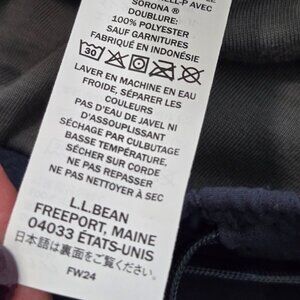 SORONA ®
DOUBLURE:
100% POLYESTER
SAUF GARNITURES
FABRIQUÉ EN INDONÉSIE
30
LAVER EN MACHINE EN EAU
FROIDE, SÉPARER LES
COULEURS
PAS D'EAU DE JAVEL NI
D'ASSOUPLISSANT
SÉCHAGE PAR CULBUTAGE
BASSE TEMPÉRATURE,
SÉCHER SUR CORDE
NE PAS REPASSER
NE PAS NETTOYER À SEC
L.L.BEAN
FREEPORT, MAINE
04033 ÉTATS-UNIS
日本語は裏面をご覧ください。
FW24